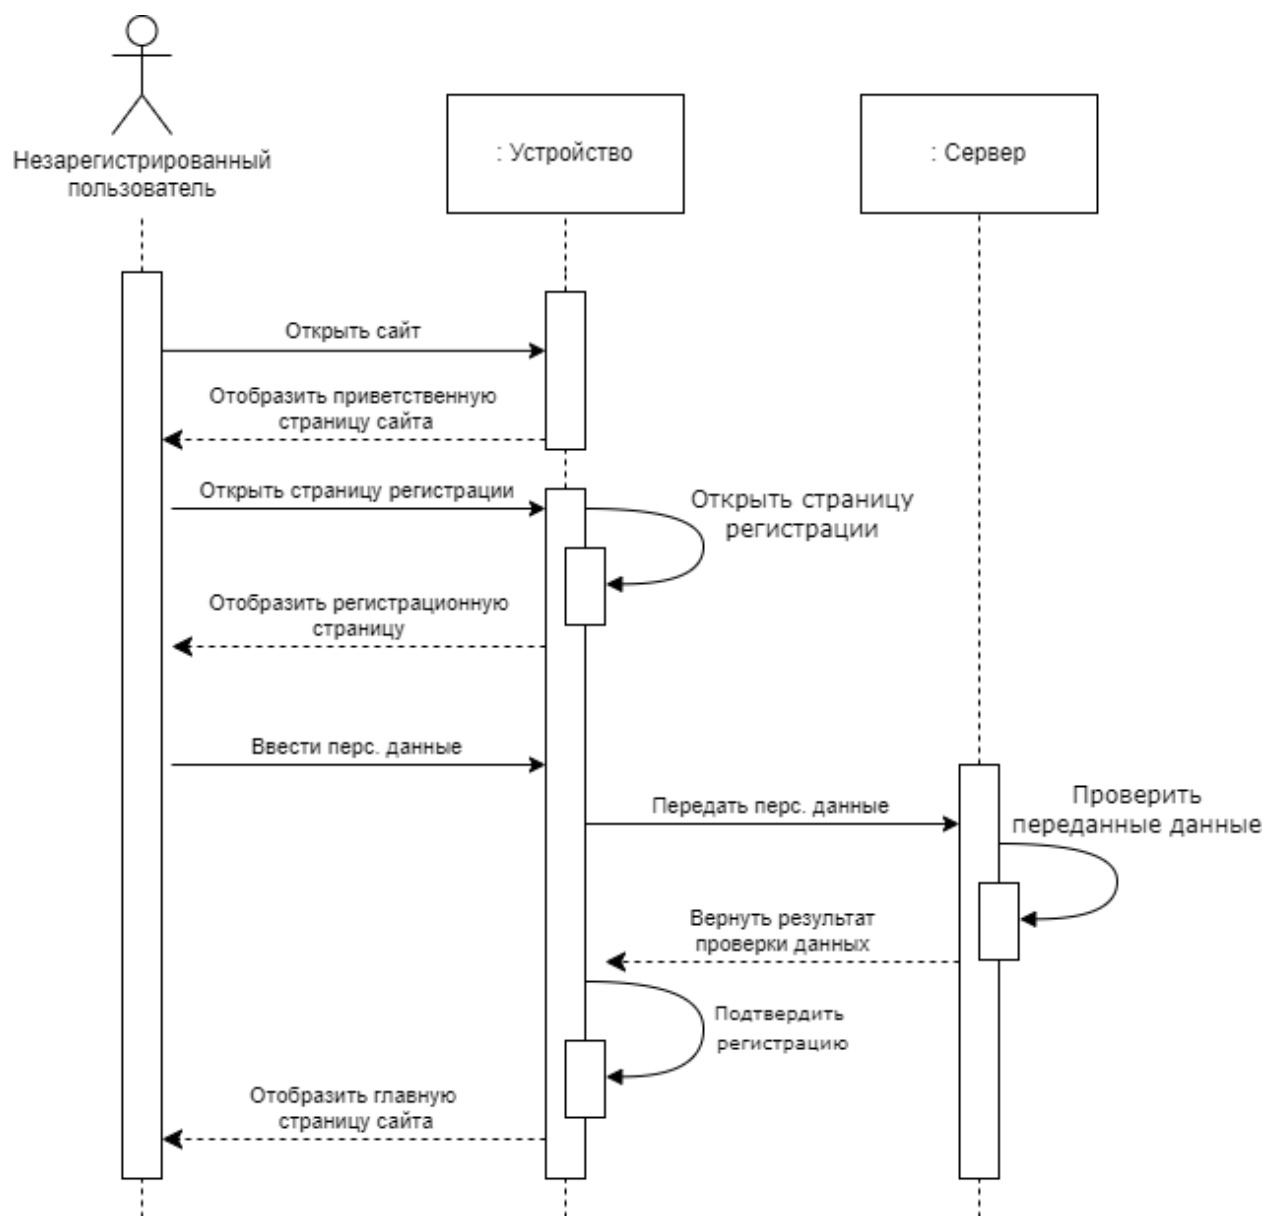 Незарегистрированный
пользователь
: Устройство
: Сервер
Открыть сайт
Отобразить приветственную
страницу сайта
Открыть страницу регистрации
Открыть страницу
регистрации
Отобразить регистрационную
страницу
Ввести перс. данные
Передать перс. данные
Проверить
переданные данные
Вернуть результат
проверки данных
Подтвердить
регистрацию
Отобразить главную
страницу сайта